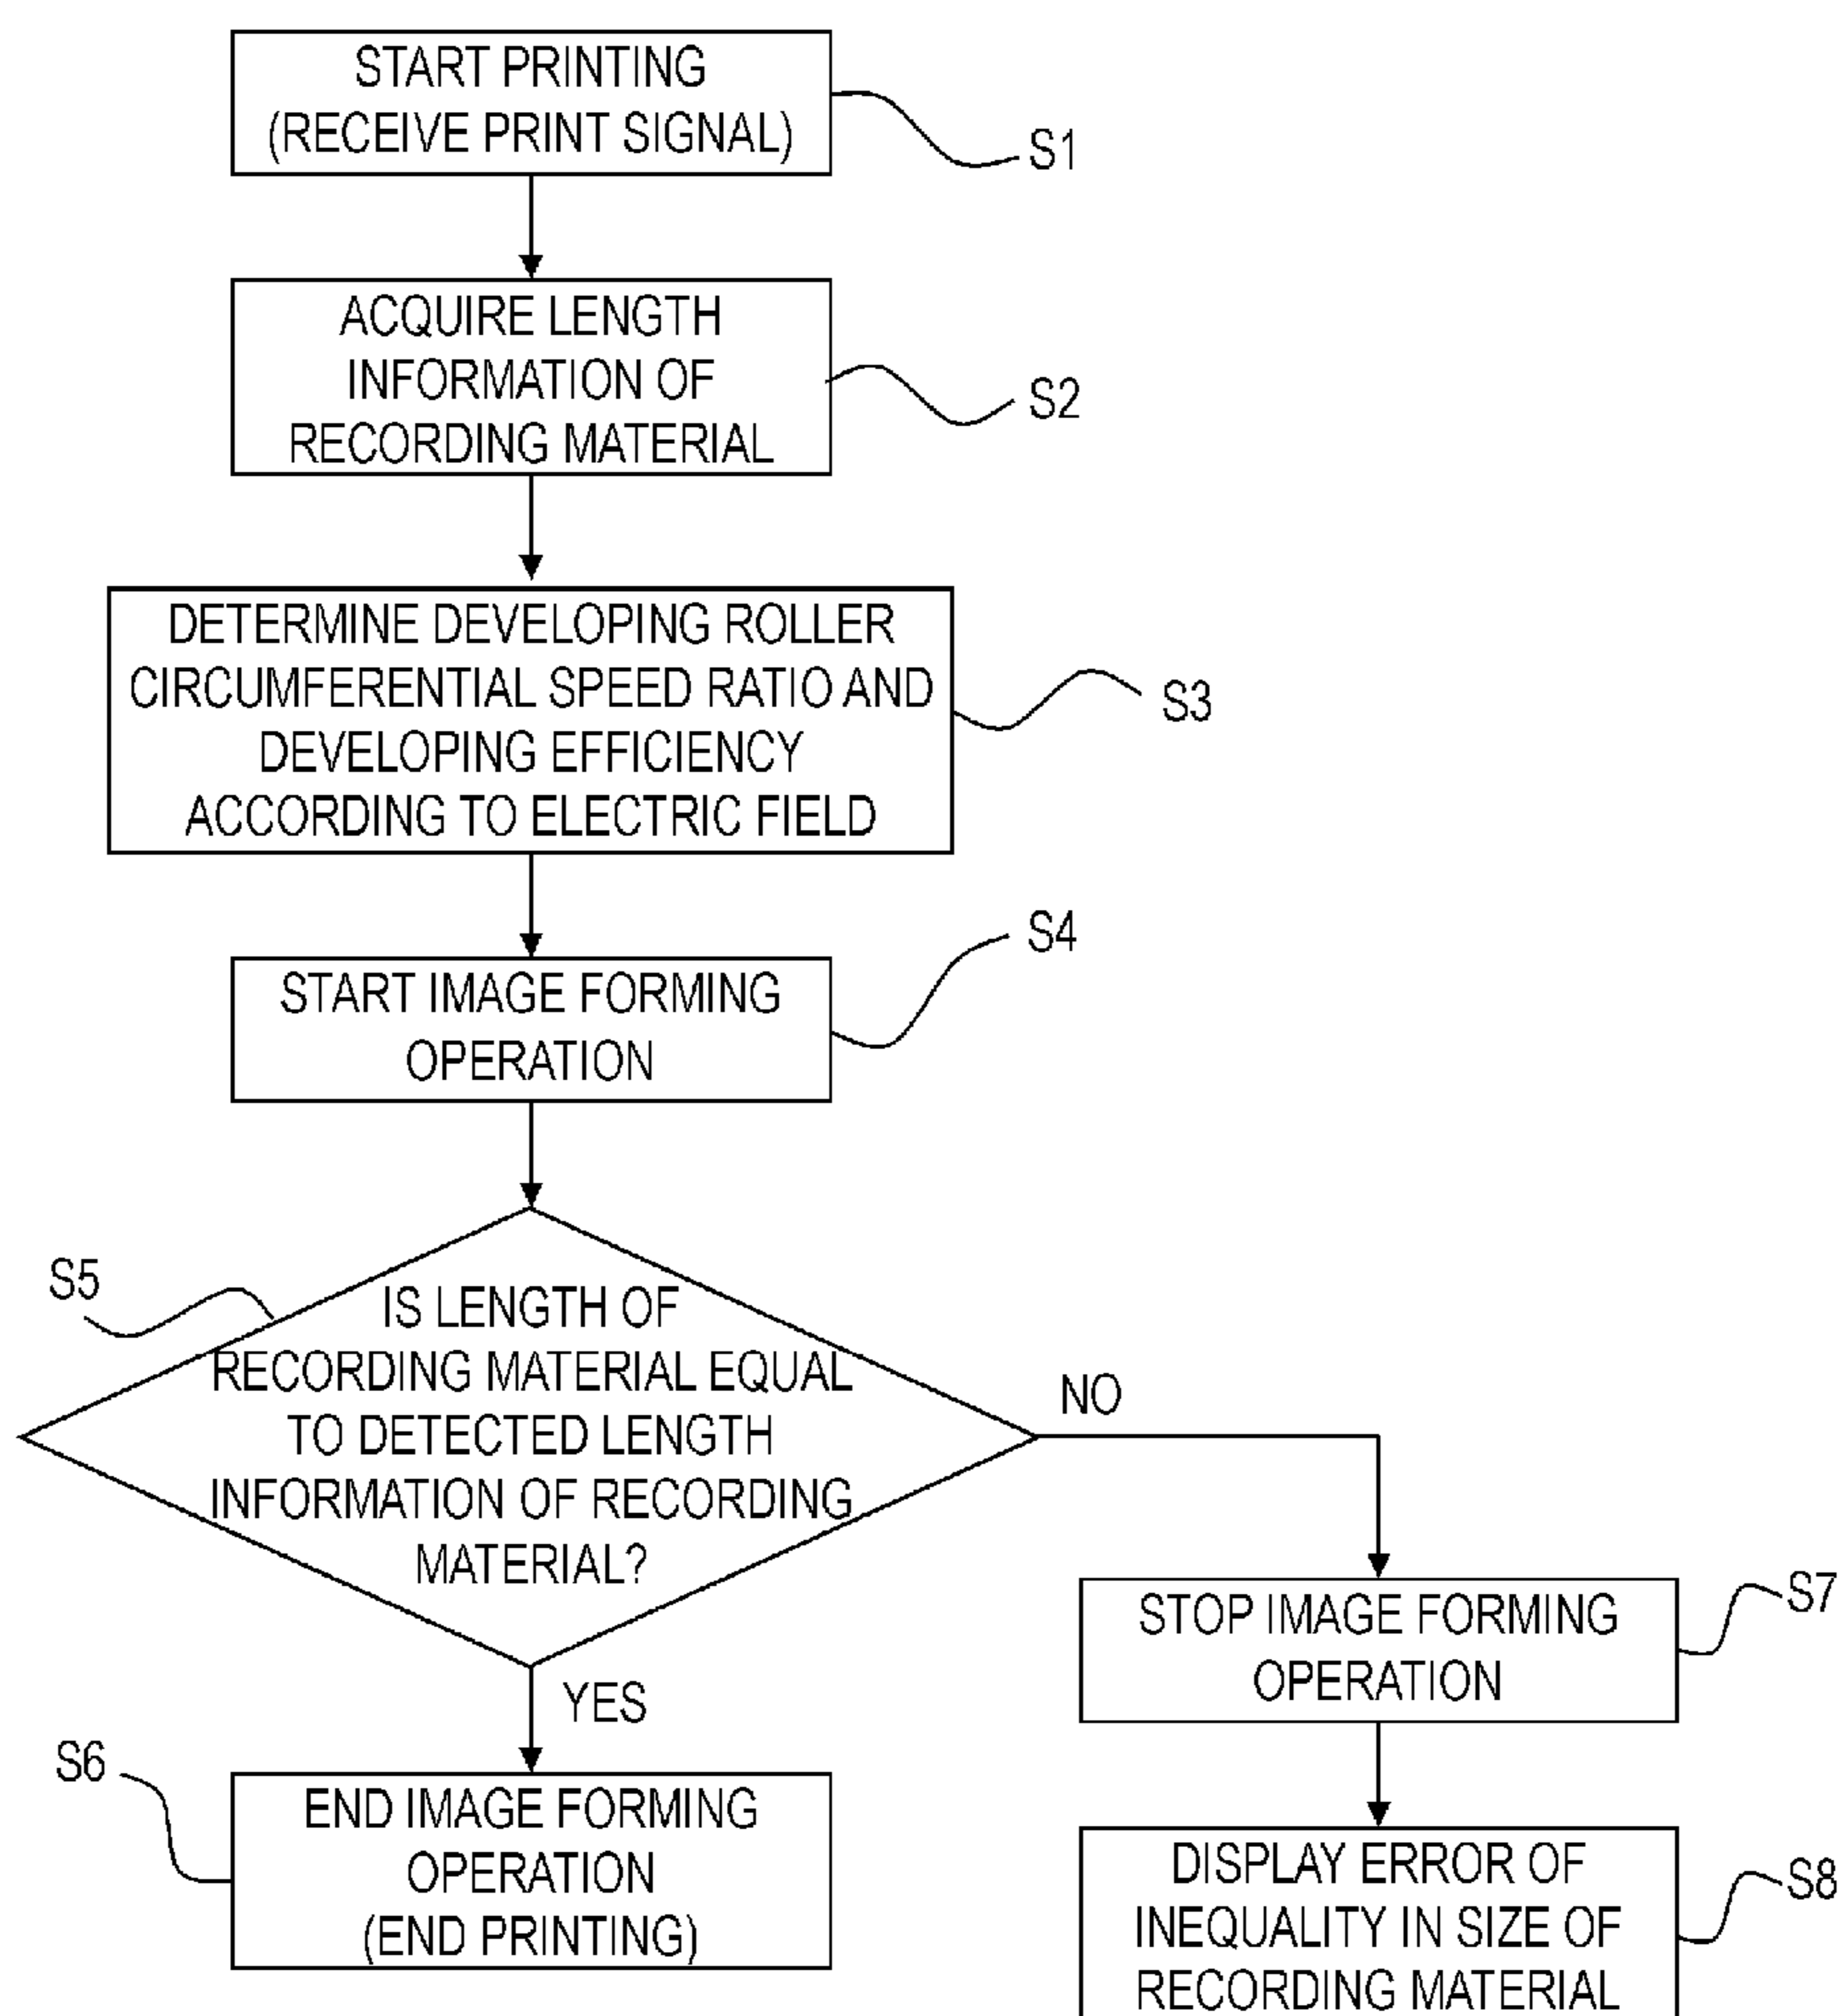 START PRINTING
(RECEIVE PRINT SIGNAL)
S1
ACQUIRE LENGTH
INFORMATION OF
RECORDING MATERIAL
S2
DETERMINE DEVELOPING ROLLER
CIRCUMFERENTIAL SPEED RATIO AND
DEVELOPING EFFICIENCY
ACCORDING TO ELECTRIC FIELD
S3
START IMAGE FORMING
OPERATION
S4
S5
IS LENGTH OF
RECORDING MATERIAL EQUAL
TO DETECTED LENGTH
INFORMATION OF RECORDING
MATERIAL?
NO
YES
S6
END IMAGE FORMING
OPERATION
(END PRINTING)
STOP IMAGE FORMING
OPERATION
S7
DISPLAY ERROR OF
INEQUALITY IN SIZE OF
RECORDING MATERIAL
S8